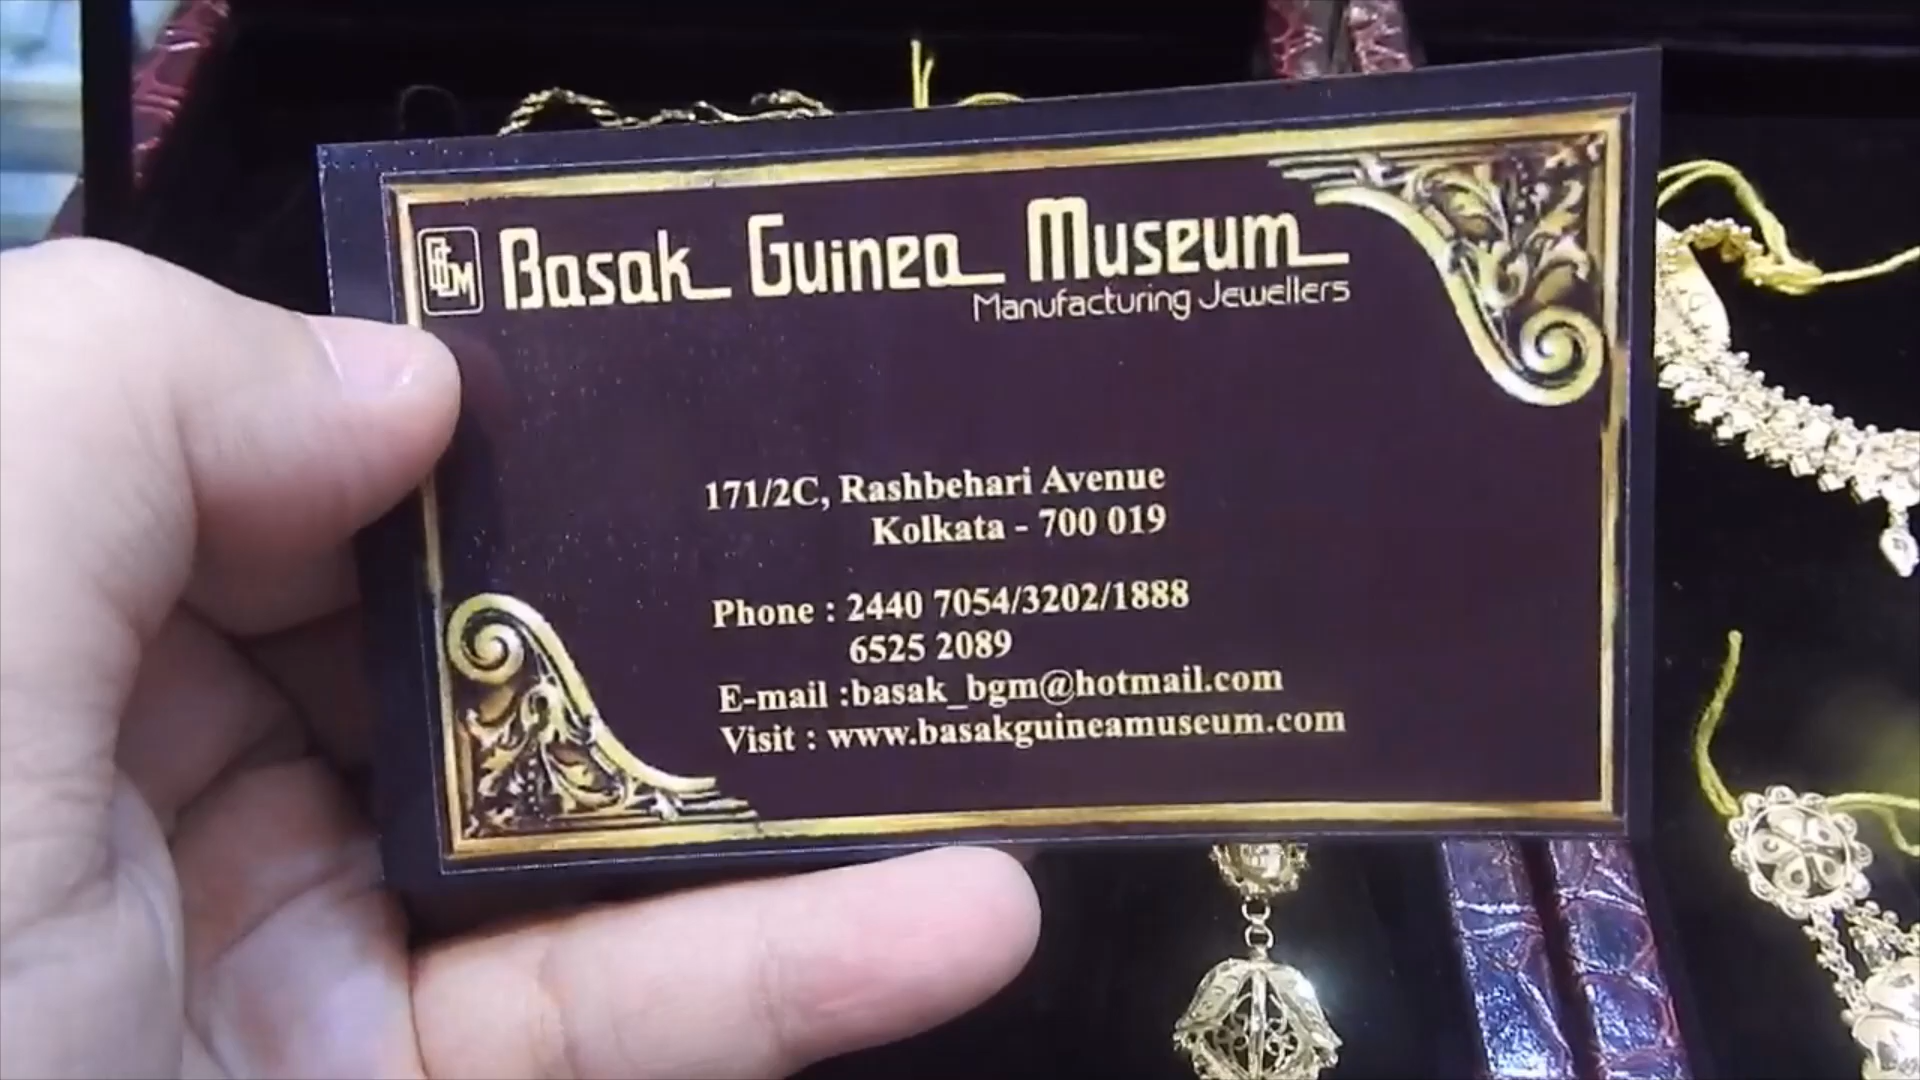 BGM Basak Guinea Museum
Manufacturing Jewellers
171/2C, Rashbehari Avenue
Kolkata - 700 019
Phone : 2440 7054/3202/1888
6525 2089
E-mail :basak_bgm@hotmail.com
Visit : www.basakguineamuseum.com